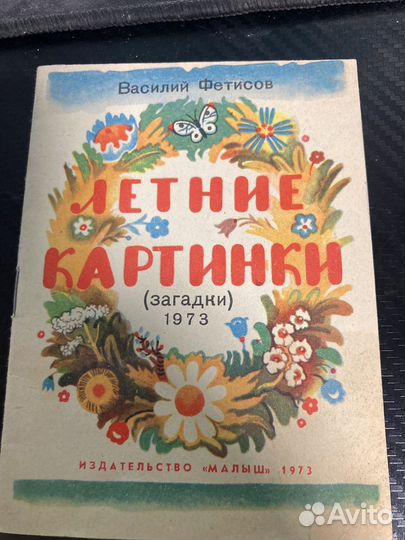 Василий Фетисов
ЛЕТНИЕ
КАРТИНКИ
(загадки)
1973
ИЗДАТЕЛЬСТВО «МАЛЫШ» 1973
Avito